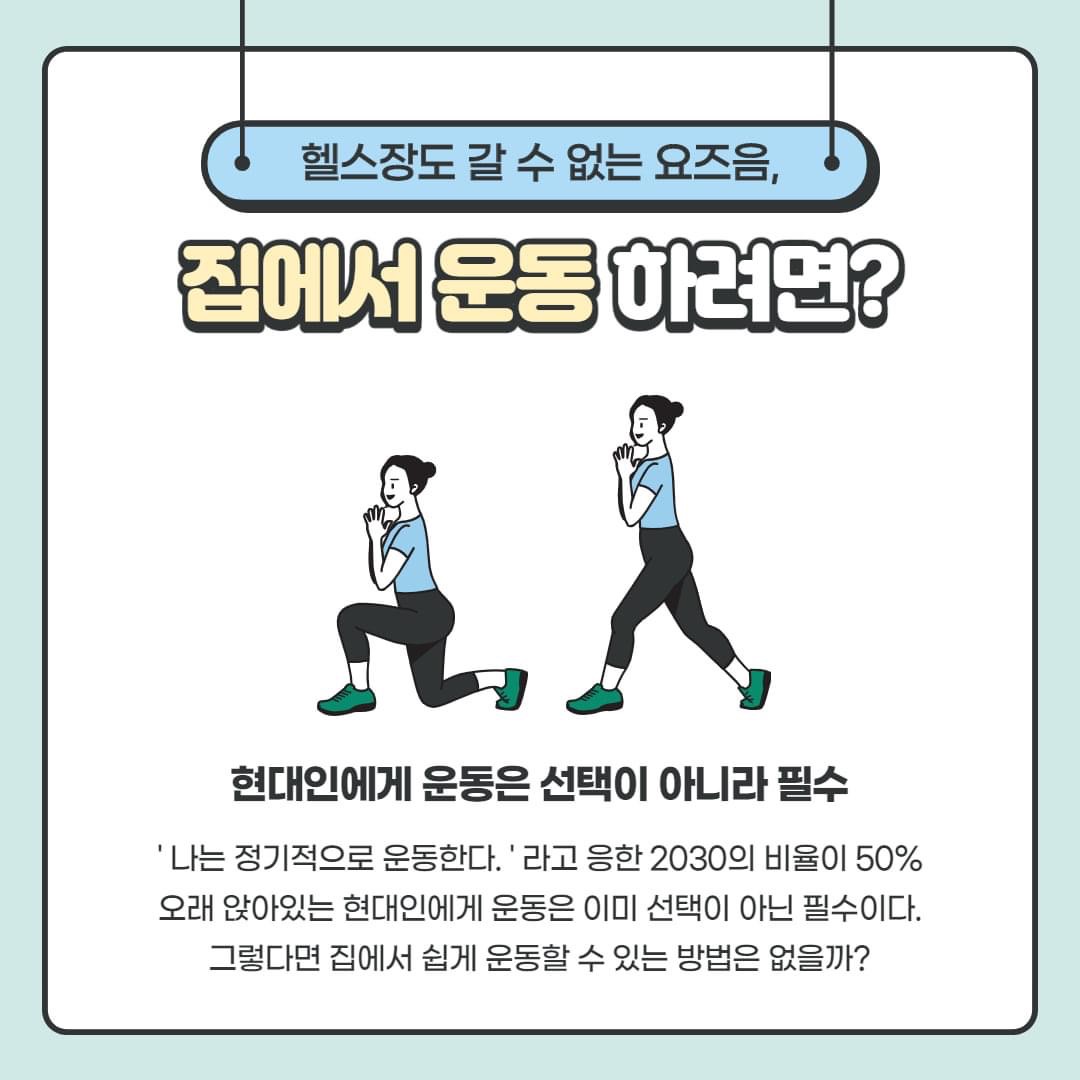 헬스장도 갈 수 없는 요즈음,
집에서 운동 하려면?
현대인에게 운동은 선택이 아니라 필수
' 나는 정기적으로 운동한다. ' 라고 응한 2030의 비율이 50%
오래 앉아있는 현대인에게 운동은 이미 선택이 아닌 필수이다.
그렇다면 집에서 쉽게 운동할 수 있는 방법은 없을까?